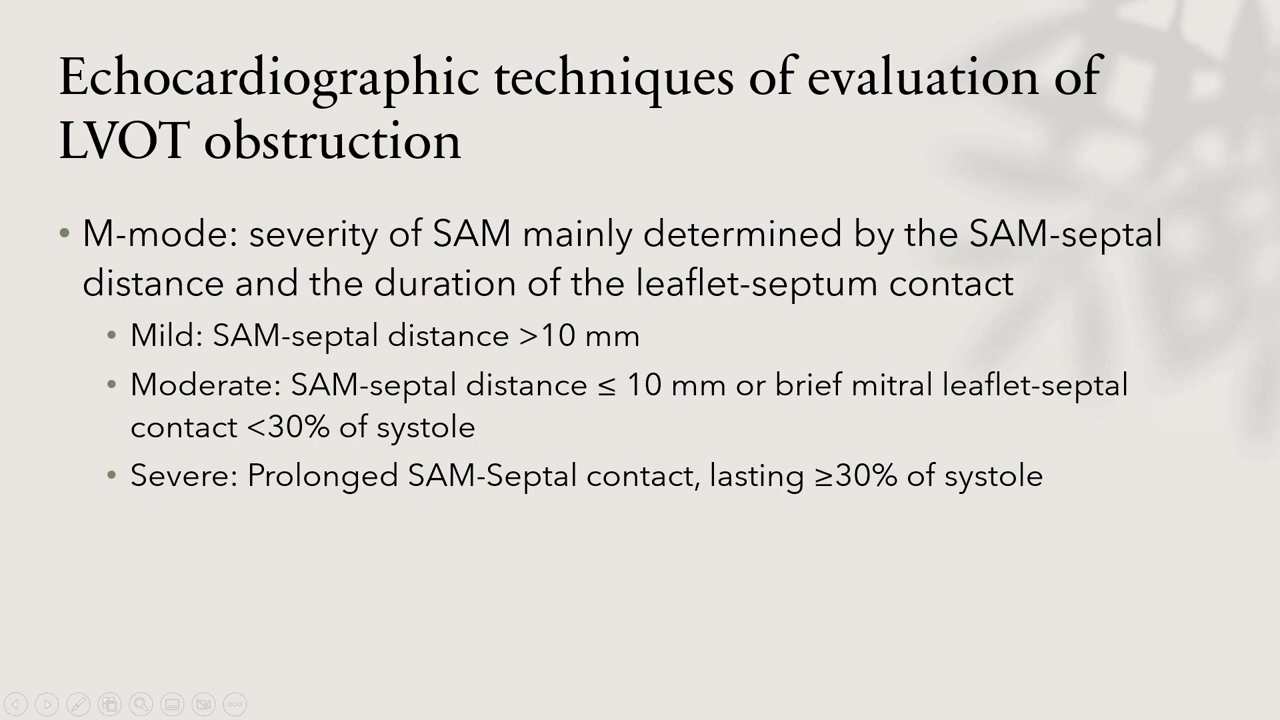 Echocardiographic techniques of evaluation of
LVOT obstruction
• M-mode: severity of SAM mainly determined by the SAM-septal
distance and the duration of the leaflet-septum contact
• Mild: SAM-septal distance >10 mm
• Moderate: SAM-septal distance ≤ 10 mm or brief mitral leaflet-septal
contact <30% of systole
• Severe: Prolonged SAM-Septal contact, lasting ≥30% of systole